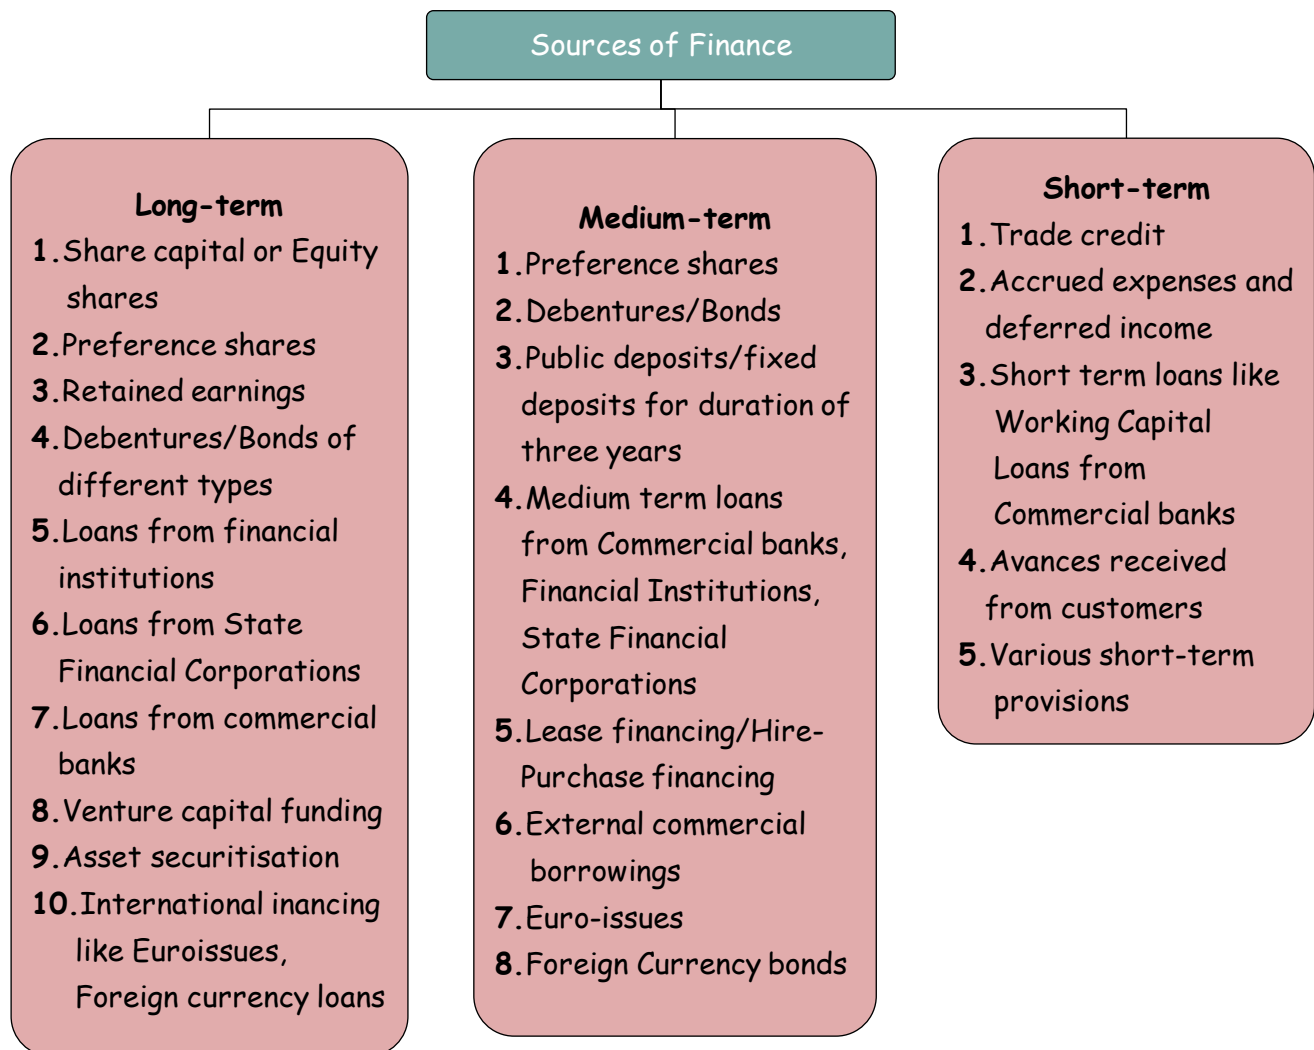 Sources of Finance
Long-term
1.Share capital or Equity
shares
2.Preference shares
3.Retained earnings
4.Debentures/Bonds of
different types
5.Loans from financial
institutions
6.Loans from State
Financial Corporations
7.Loans from commercial
banks
8.Venture capital funding
9.Asset securitisation
10.International inancing
like Euroissues,
Foreign currency loans
Medium-term
1.Preference shares
2.Debentures/Bonds
3.Public deposits/fixed
deposits for duration of
three years
4.Medium term loans
from Commercial banks,
Financial Institutions,
State Financial
Corporations
5.Lease financing/Hire-
Purchase financing
6.External commercial
borrowings
7.Euro-issues
8.Foreign Currency bonds
Short-term
1.Trade credit
2.Accrued expenses and
deferred income
3.Short term loans like
Working Capital
Loans from
Commercial banks
4.Avances received
from customers
5.Various short-term
provisions